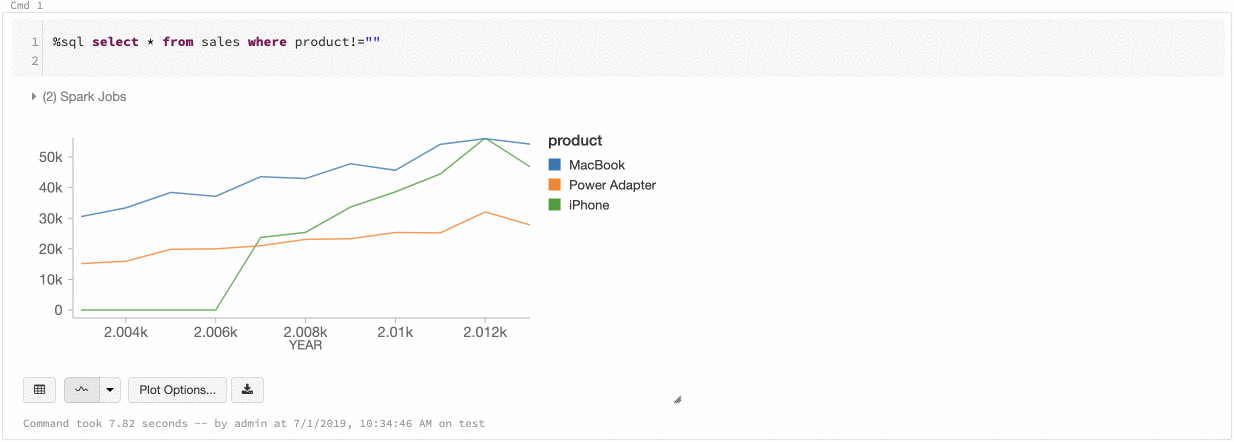 Cmd 1
1 %sql select * from sales where product!=""
2
(2) Spark Jobs
product
MacBook
Power Adapter
iPhone
50k
40k
30k
20k
10k
0
2.004k 2.006k 2.008k 2.01k 2.012k
YEAR
Plot Options...
Command took 7.82 seconds -- by admin at 7/1/2019, 10:34:46 AM on test